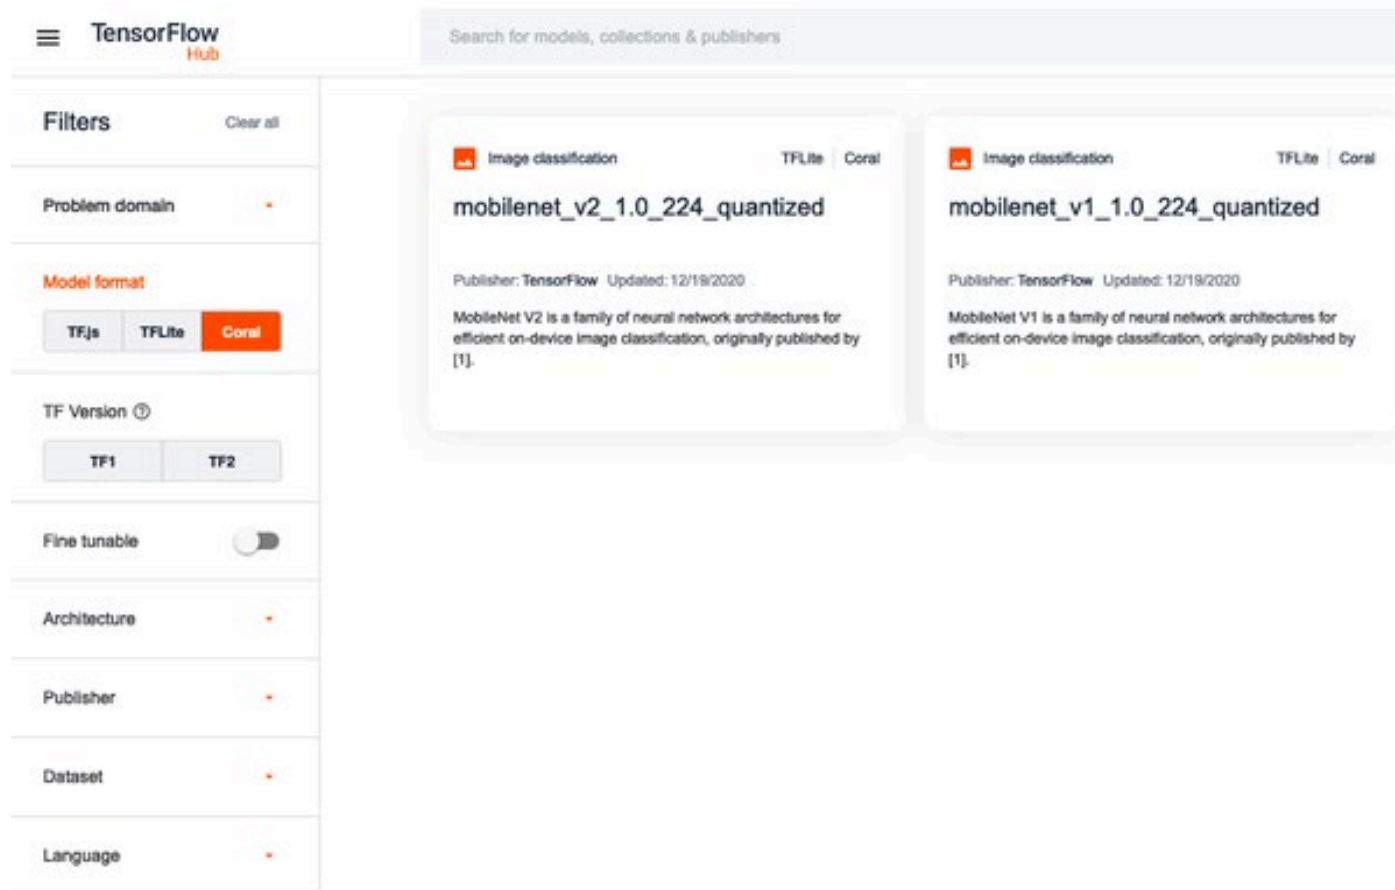 TensorFlow
Hub
Search for models, collections & publishers
Filters
Clear all
Problem domain
Model format
TF.js
TFLite
Coral
TF Version
TF1
TF2
Fine tunable
Architecture
Publisher
Dataset
Language
Image classification
TFLite
Coral
mobilenet_v2_1.0_224_quantized
Publisher: TensorFlow Updated: 12/19/2020
MobileNet V2 is a family of neural network architectures for
efficient on-device image classification, originally published by
[1].
Image classification
TFLite
Coral
mobilenet_v1_1.0_224_quantized
Publisher: TensorFlow Updated: 12/19/2020
MobileNet V1 is a family of neural network architectures for
efficient on-device image classification, originally published by
[1].